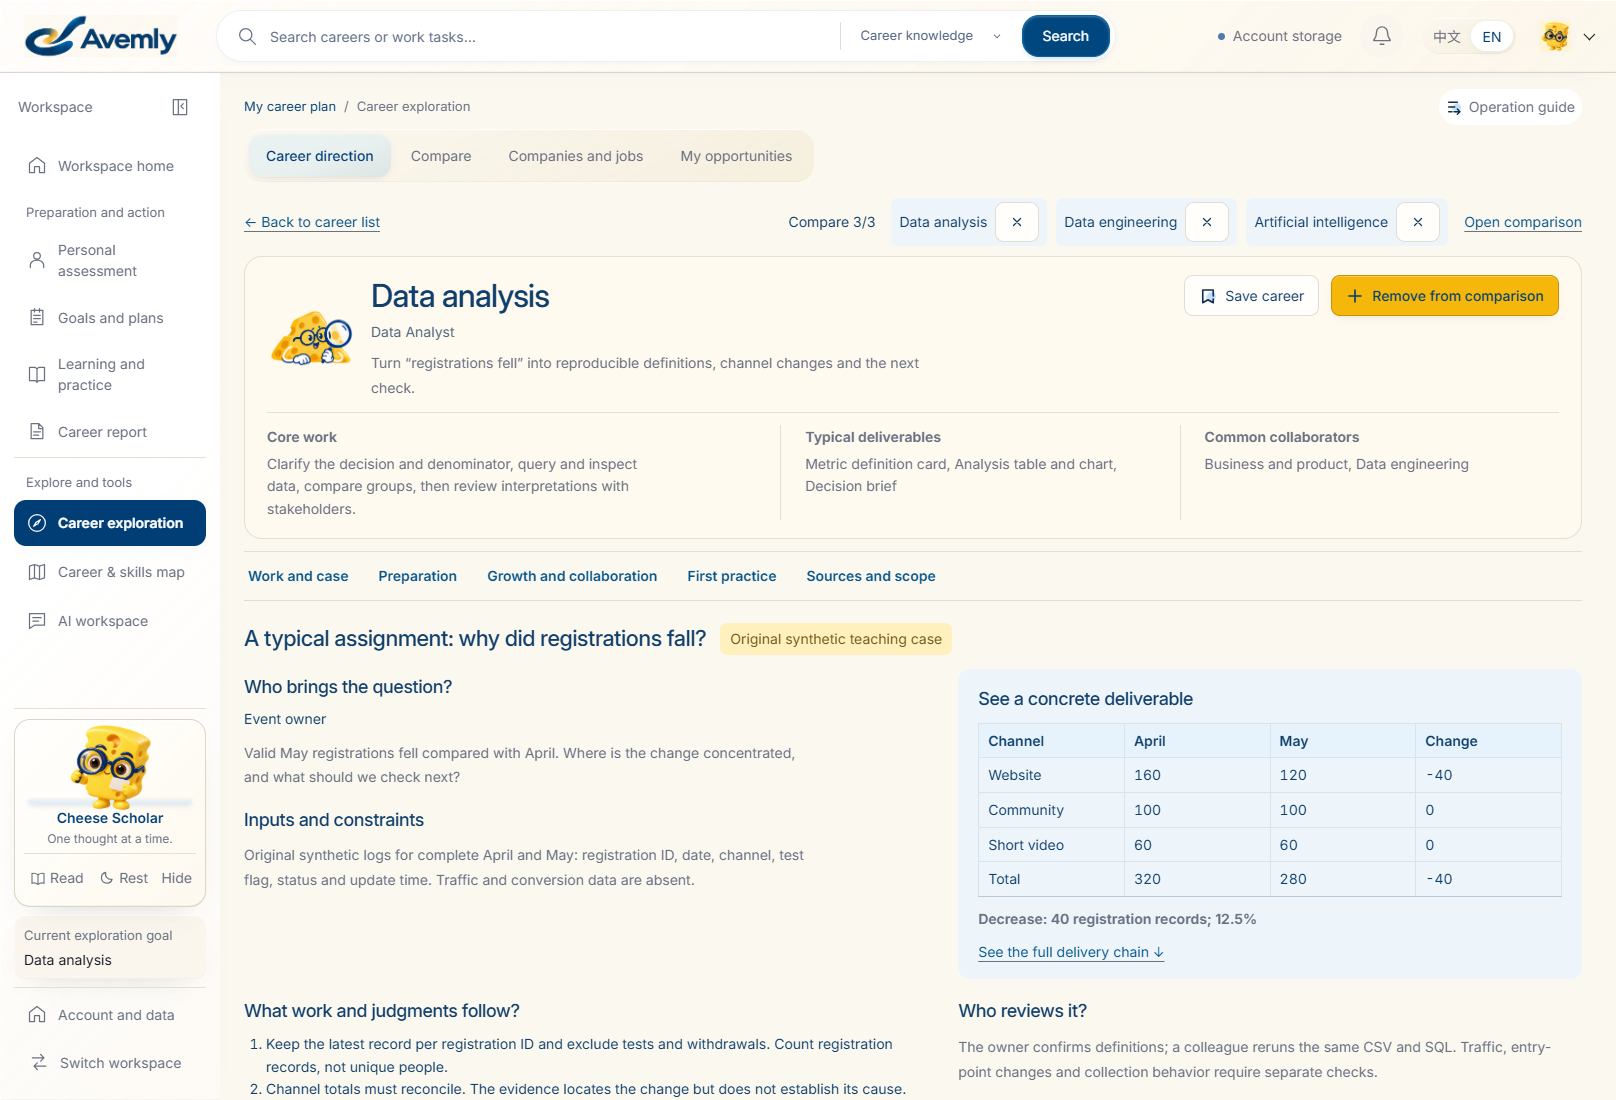 Avemly
Search careers or work tasks...
Career knowledge
Search
Account storage
中文
EN
Workspace
Workspace home
Preparation and action
Personal
assessment
Goals and plans
Learning and
practice
Career report
Explore and tools
Career exploration
Career & skills map
AI workspace
Cheese Scholar
One thought at a time.
Read
Rest
Hide
Current exploration goal
Data analysis
Account and data
Switch workspace
My career plan / Career exploration
Operation guide
Career direction
Compare
Companies and jobs
My opportunities
← Back to career list
Compare 3/3
Data analysis ×
Data engineering ×
Artificial intelligence ×
Open comparison
Data analysis
Data Analyst
Turn “registrations fell” into reproducible definitions, channel changes and the next
check.
Save career
Remove from comparison
Core work
Clarify the decision and denominator, query and inspect
data, compare groups, then review interpretations with
stakeholders.
Typical deliverables
Metric definition card, Analysis table and chart,
Decision brief
Common collaborators
Business and product, Data engineering
Work and case
Preparation
Growth and collaboration
First practice
Sources and scope
A typical assignment: why did registrations fall?
Original synthetic teaching case
Who brings the question?
Event owner
Valid May registrations fell compared with April. Where is the change concentrated,
and what should we check next?
Inputs and constraints
Original synthetic logs for complete April and May: registration ID, date, channel, test
flag, status and update time. Traffic and conversion data are absent.
See a concrete deliverable
Channel April May Change
Website 160 120 -40
Community 100 100 0
Short video 60 60 0
Total 320 280 -40
Decrease: 40 registration records; 12.5%
See the full delivery chain ↓
What work and judgments follow?
1. Keep the latest record per registration ID and exclude tests and withdrawals. Count registration
records, not unique people.
2. Channel totals must reconcile. The evidence locates the change but does not establish its cause.
Who reviews it?
The owner confirms definitions; a colleague reruns the same CSV and SQL. Traffic, entry-
point changes and collection behavior require separate checks.